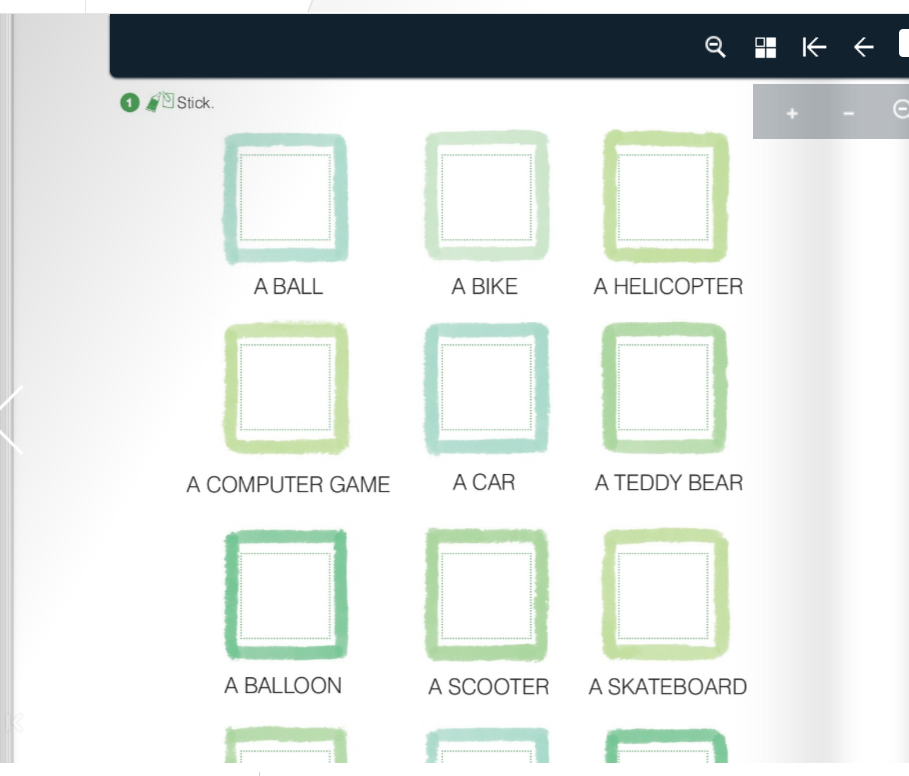 1 Stick.
A BALL A BIKE A HELICOPTER
A COMPUTER GAME A CAR A TEDDY BEAR
A BALLOON A SCOOTER A SKATEBOARD